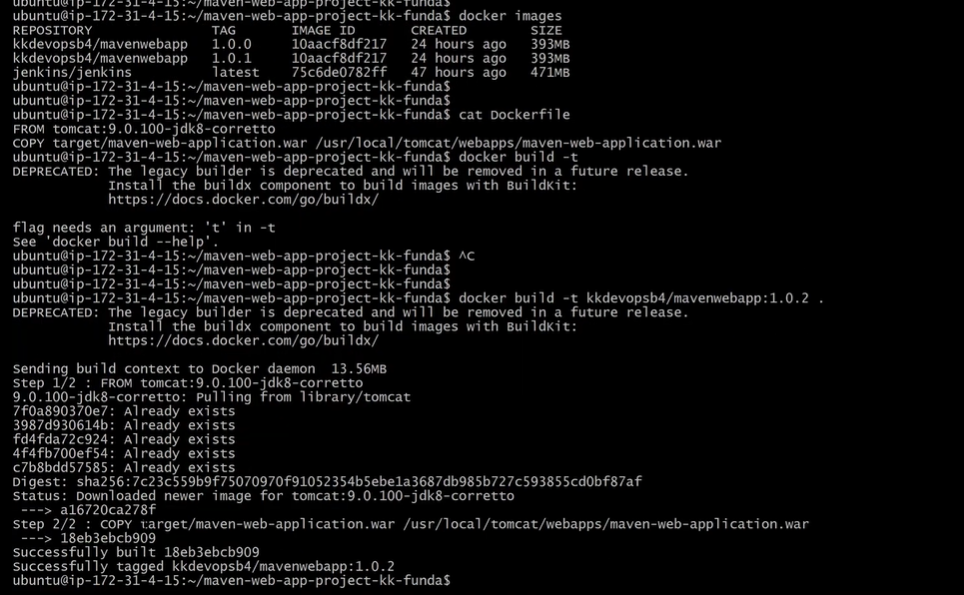 ubuntu@ip-172-31-4-15:~/maven-web-app-project-kk-funda$
ubuntu@ip-172-31-4-15:~/maven-web-app-project-kk-funda$ docker images
REPOSITORY TAG IMAGE ID CREATED SIZE
kkdevopsb4/mavenwebapp 1.0.0 10aacf8df217 24 hours ago 393MB
kkdevopsb4/mavenwebapp 1.0.1 10aacf8df217 24 hours ago 393MB
jenkins/jenkins latest 75c6de0782ff 47 hours ago 471MB
ubuntu@ip-172-31-4-15:~/maven-web-app-project-kk-funda$
ubuntu@ip-172-31-4-15:~/maven-web-app-project-kk-funda$
ubuntu@ip-172-31-4-15:~/maven-web-app-project-kk-funda$ cat Dockerfile
FROM tomcat:9.0.100-jdk8-corretto
COPY target/maven-web-application.war /usr/local/tomcat/webapps/maven-web-application.war
ubuntu@ip-172-31-4-15:~/maven-web-app-project-kk-funda$ docker build -t
DEPRECATED: The legacy builder is deprecated and will be removed in a future release.
Install the buildx component to build images with BuildKit:
https://docs.docker.com/go/buildx/
flag needs an argument: 't' in -t
See 'docker build --help'.
ubuntu@ip-172-31-4-15:~/maven-web-app-project-kk-funda$ ^C
ubuntu@ip-172-31-4-15:~/maven-web-app-project-kk-funda$
ubuntu@ip-172-31-4-15:~/maven-web-app-project-kk-funda$
ubuntu@ip-172-31-4-15:~/maven-web-app-project-kk-funda$ docker build -t kkdevopsb4/mavenwebapp:1.0.2 .
DEPRECATED: The legacy builder is deprecated and will be removed in a future release.
Install the buildx component to build images with BuildKit:
https://docs.docker.com/go/buildx/
Sending build context to Docker daemon 13.56MB
Step 1/2 : FROM tomcat:9.0.100-jdk8-corretto
9.0.100-jdk8-corretto: Pulling from library/tomcat
7f0a890370e7: Already exists
3987d930614b: Already exists
fd4fda72c924: Already exists
4f4fb700ef54: Already exists
c7b8bdd57585: Already exists
Digest: sha256:7c23c559b9f75070970f91052354b5ebe1a3687db985b727c593855cd0bf87af
Status: Downloaded newer image for tomcat:9.0.100-jdk8-corretto
---> a16720ca278f
Step 2/2 : COPY target/maven-web-application.war /usr/local/tomcat/webapps/maven-web-application.war
---> 18eb3ebcb909
Successfully built 18eb3ebcb909
Successfully tagged kkdevopsb4/mavenwebapp:1.0.2
ubuntu@ip-172-31-4-15:~/maven-web-app-project-kk-funda$